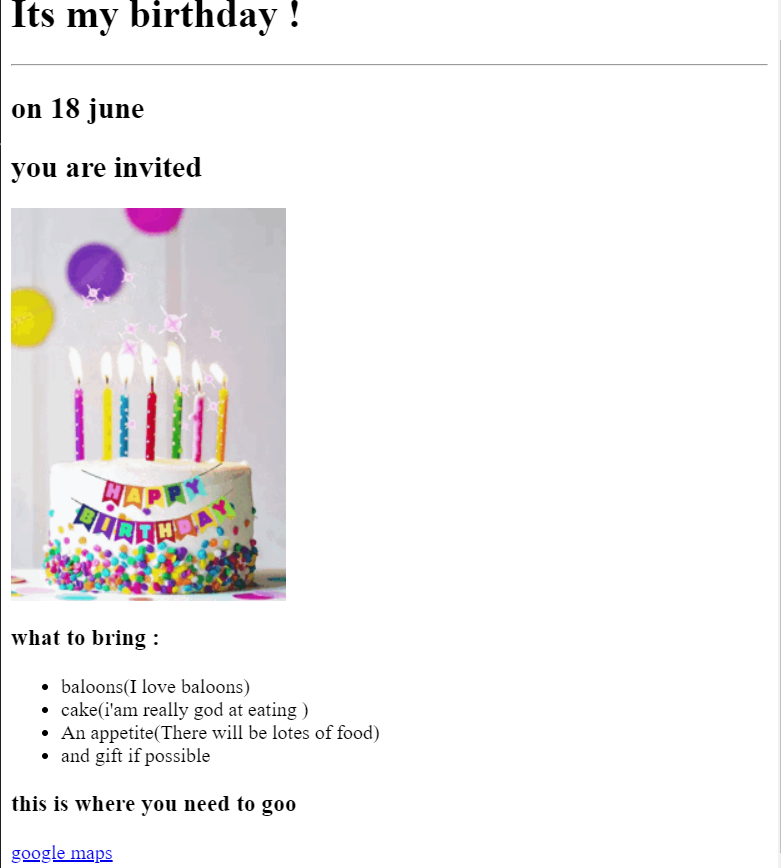 Its my birthday !
on 18 june
you are invited
HAPPY
BIRTHDAY
what to bring :
baloons(I love baloons)
cake(i'am really god at eating )
An appetite(There will be lotes of food)
and gift if possible
this is where you need to goo
google maps